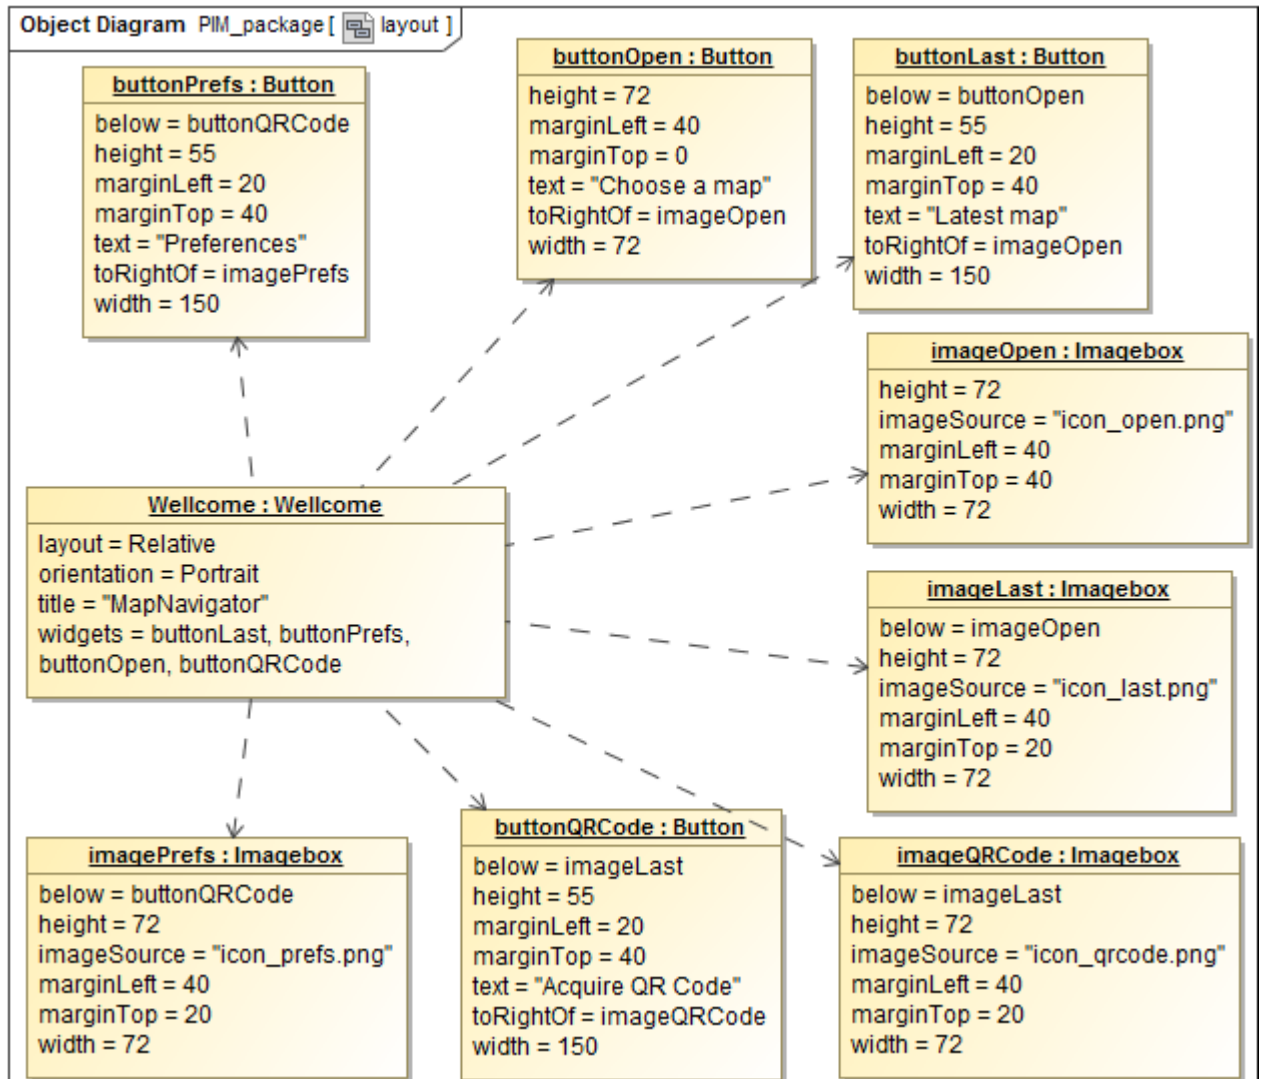 Object Diagram PIM_package [ layout ]
buttonPrefs : Button
below = buttonQRCode
height = 55
marginLeft = 20
marginTop = 40
text = "Preferences"
toRightOf = imagePrefs
width = 150
buttonOpen : Button
height = 72
marginLeft = 40
marginTop = 0
text = "Choose a map"
toRightOf = imageOpen
width = 72
buttonLast : Button
below = buttonOpen
height = 55
marginLeft = 20
marginTop = 40
text = "Latest map"
toRightOf = imageOpen
width = 150
imageOpen : Imagebox
height = 72
imageSource = "icon_open.png"
marginLeft = 40
marginTop = 40
width = 72
Wellcome : Wellcome
layout = Relative
orientation = Portrait
title = "MapNavigator"
widgets = buttonLast, buttonPrefs,
buttonOpen, buttonQRCode
imageLast : Imagebox
below = imageOpen
height = 72
imageSource = "icon_last.png"
marginLeft = 40
marginTop = 20
width = 72
imagePrefs : Imagebox
below = buttonQRCode
height = 72
imageSource = "icon_prefs.png"
marginLeft = 40
marginTop = 20
width = 72
buttonQRCode : Button
below = imageLast
height = 55
marginLeft = 20
marginTop = 40
text = "Acquire QR Code"
toRightOf = imageQRCode
width = 150
imageQRCode : Imagebox
below = imageLast
height = 72
imageSource = "icon_qrcode.png"
marginLeft = 40
marginTop = 20
width = 72